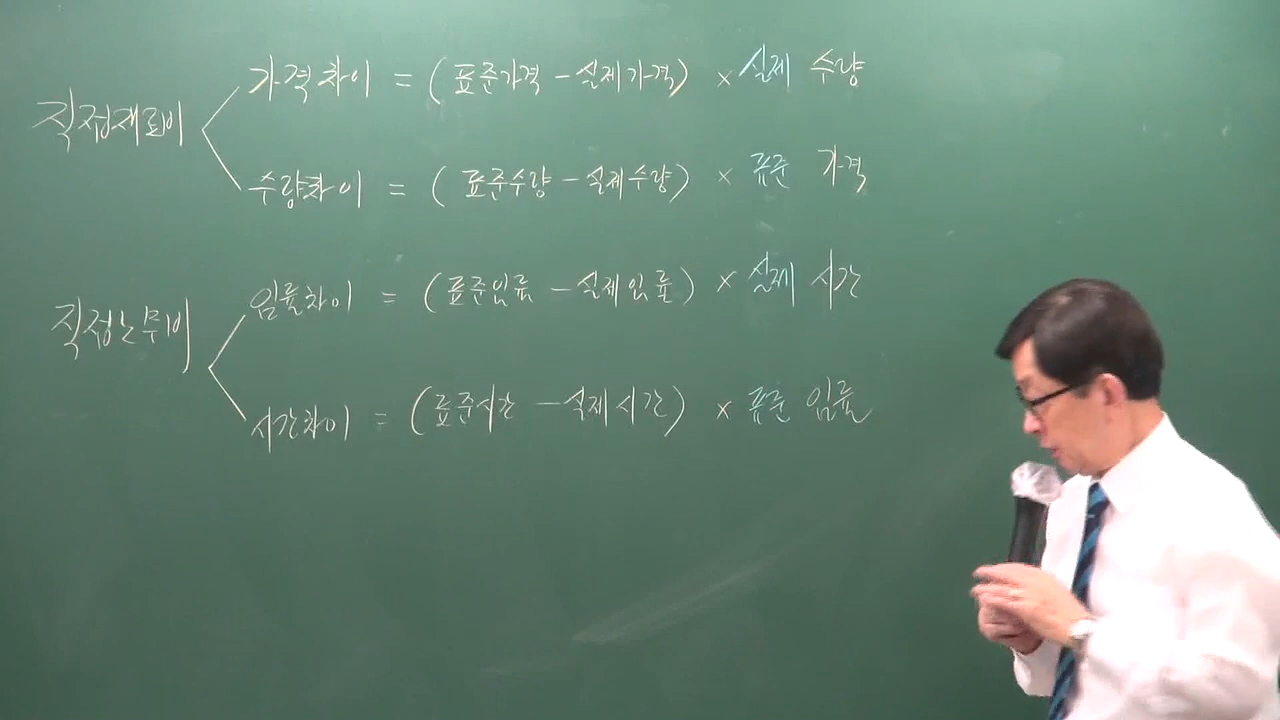 가격차이 = (표준가격 - 실제가격) × 실제 수량
직접재료비
수량차이 = (표준수량 - 실제수량) × 표준 가격
임률차이 = (표준임률 - 실제임률) × 실제 시간
직접노무비
시간차이 = (표준시간 - 실제시간) × 표준 임률